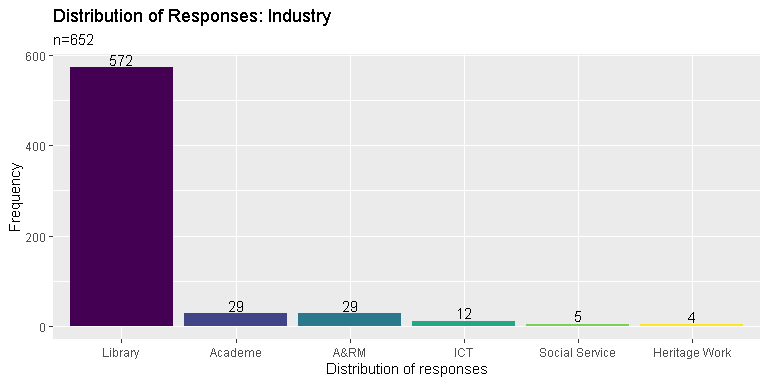 Distribution of Responses: Industry
n=652
Frequency
600
400
200
0
572
29
29
12
5
4
Library
Academe
A&RM
ICT
Social Service
Heritage Work
Distribution of responses